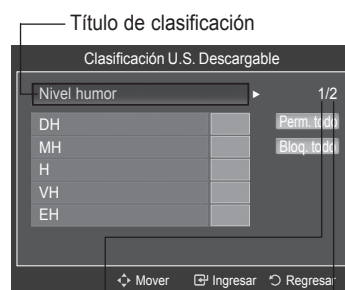 Título de clasificación
Clasificación U.S. Descargable
Nivel humor ► 1/2
DH Perm. todo
MH Bloq. todo
H
VH
EH
Mover Ingresar Regresar